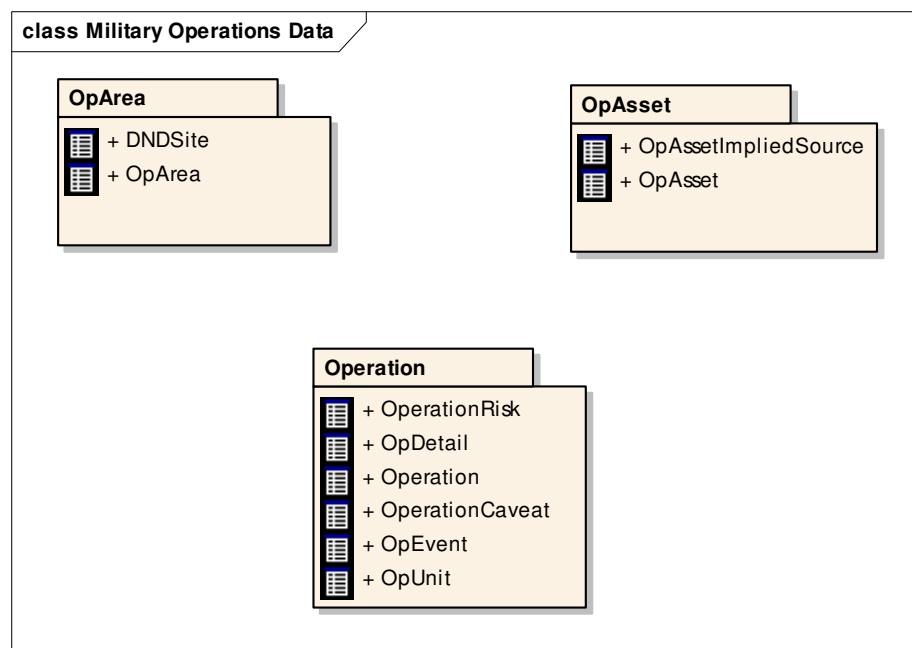 class Military Operations Data
OpArea
+ DNDSite
+ OpArea
OpAsset
+ OpAssetImpliedSource
+ OpAsset
Operation
+ OperationRisk
+ OpDetail
+ Operation
+ OperationCaveat
+ OpEvent
+ OpUnit